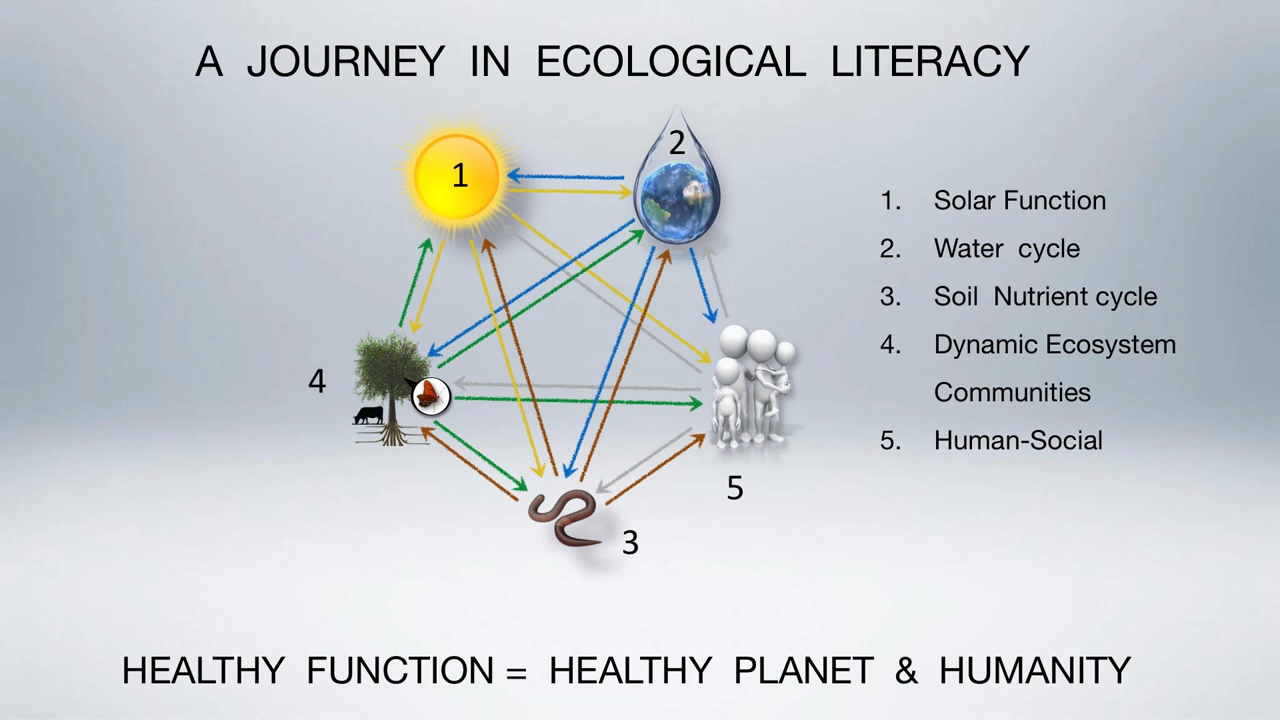 A JOURNEY IN ECOLOGICAL LITERACY
1
2
1. Solar Function
2. Water cycle
3. Soil Nutrient cycle
4. Dynamic Ecosystem
Communities
5. Human-Social
4
5
3
HEALTHY FUNCTION = HEALTHY PLANET & HUMANITY